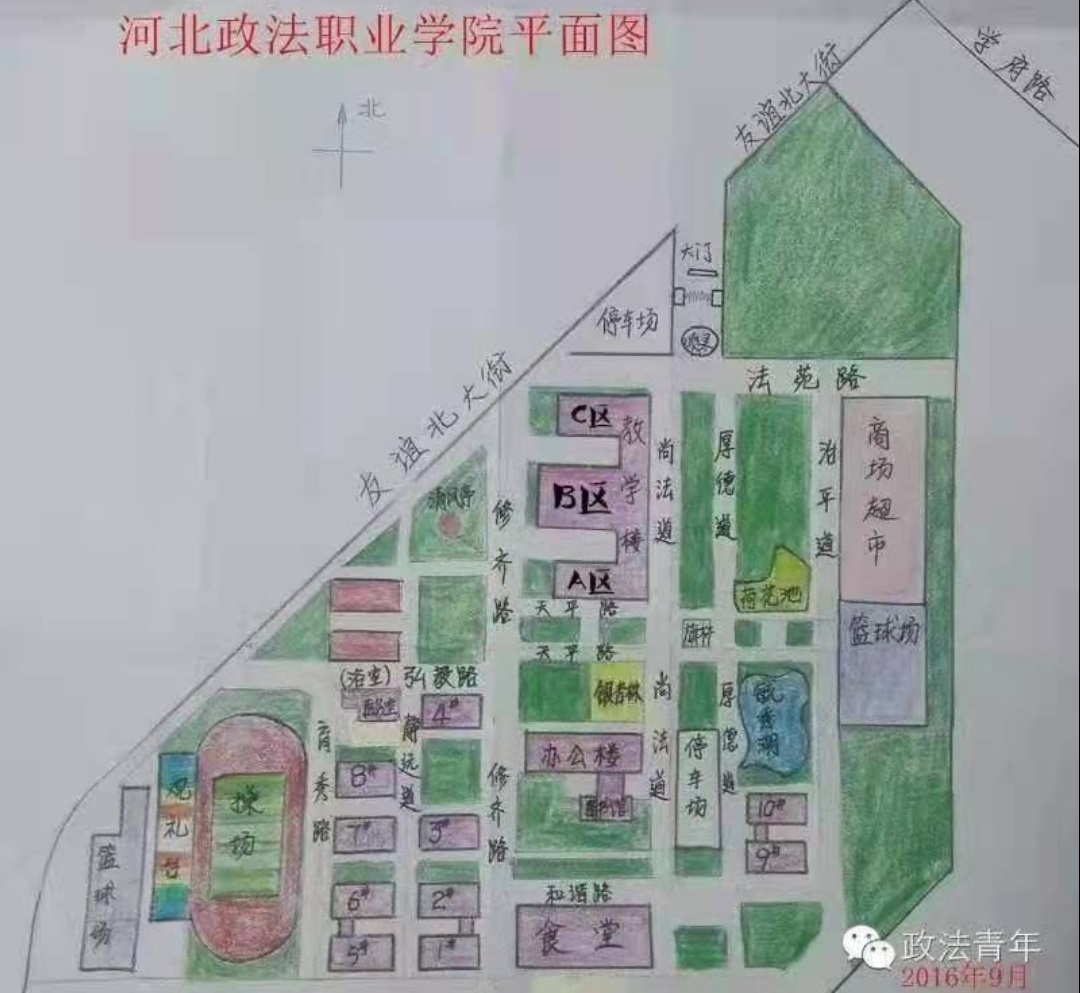 河北政法职业学院平面图
北
学府路
友谊北大街
大门
停车场
法苑路
友谊北大街
C区
教学楼
B区
A区
尚法道
厚德道
治平道
商场超市
清风亭
修齐路
荷花池
天平路
篮球场
天平路
(浴室)
弘毅路
银杏林
尚法道
厚德道
毓秀湖
4#
静远道
育秀路
办公楼
停车场
8#
修齐路
观礼台
操场
图书馆
10#
7#
3#
9#
篮球场
6#
2#
和谐路
食堂
5#
1#
政法青年
2016年9月